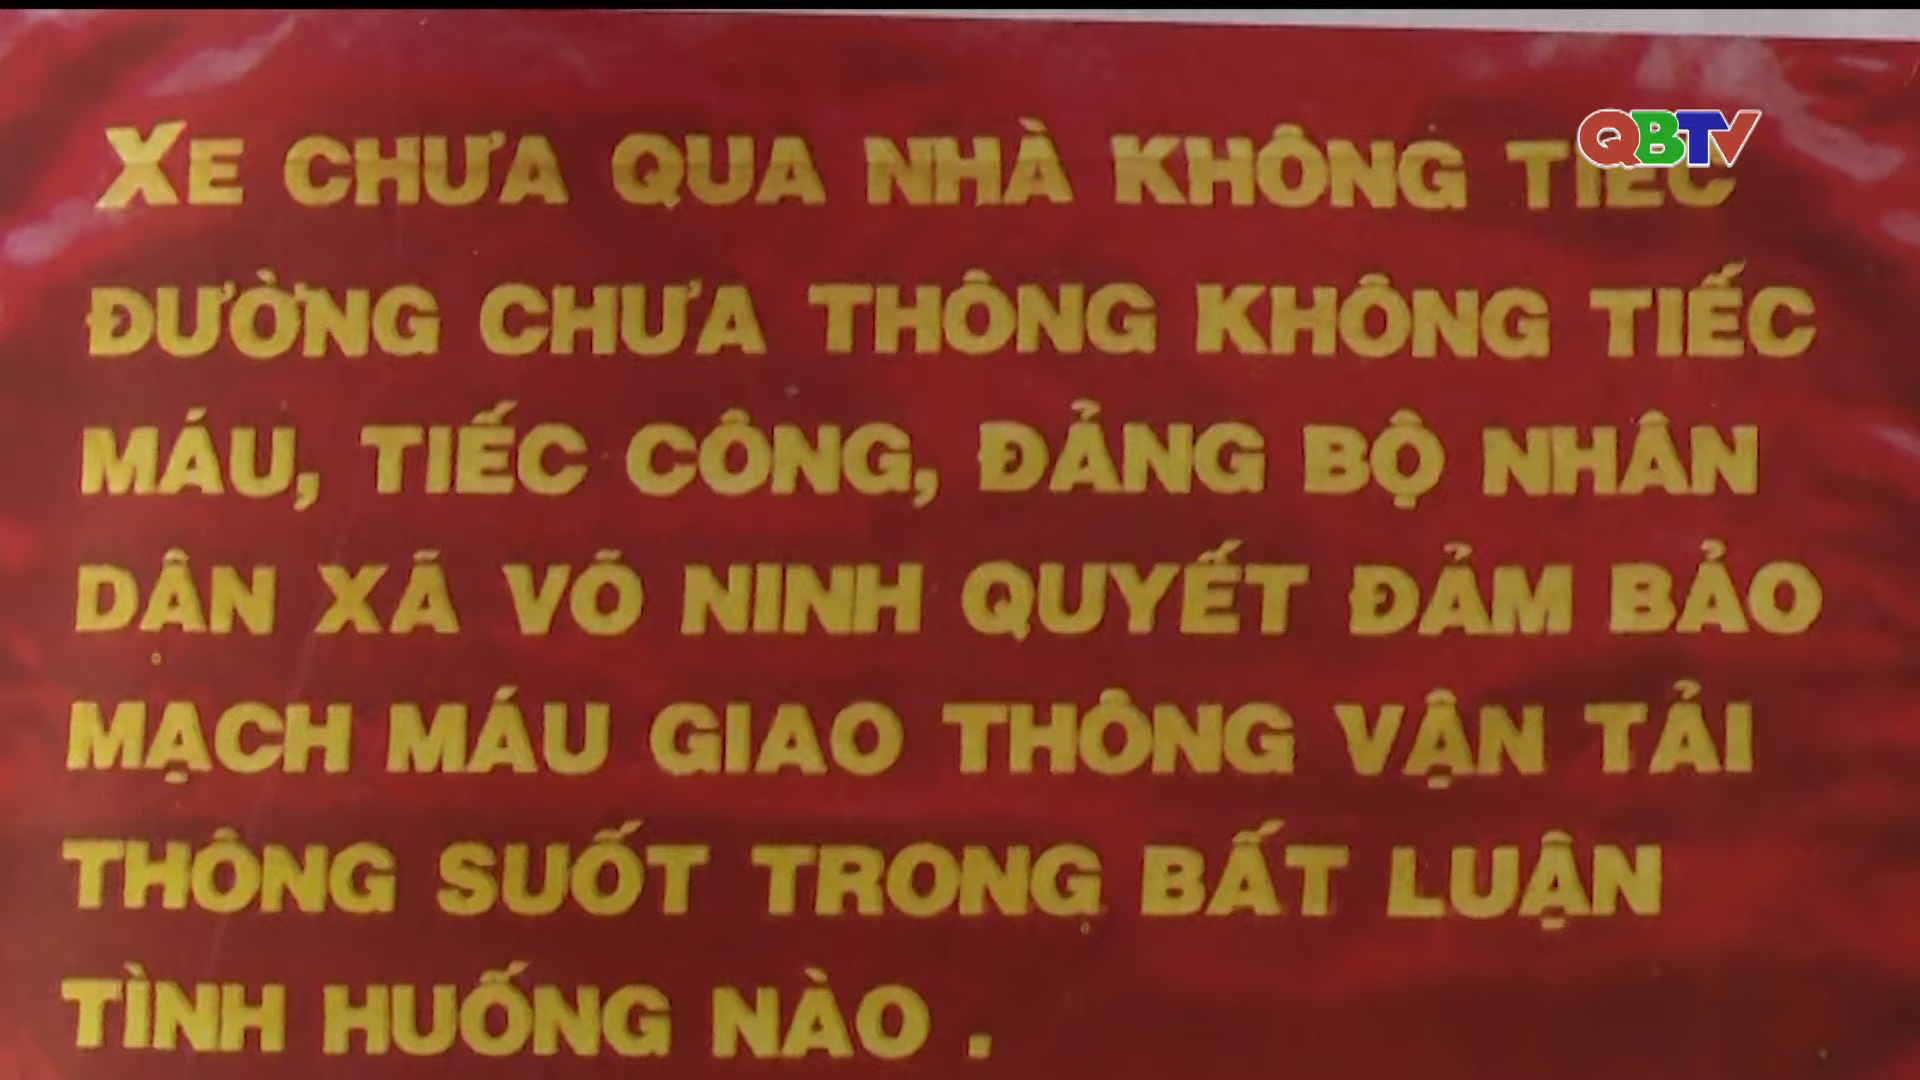 QBTV
XE CHƯA QUA NHÀ KHÔNG TIẾC
ĐƯỜNG CHƯA THÔNG KHÔNG TIẾC
MÁU, TIẾC CÔNG, ĐẢNG BỘ NHÂN
DÂN XÃ VÕ NINH QUYẾT ĐẢM BẢO
MẠCH MÁU GIAO THÔNG VẬN TẢI
THÔNG SUỐT TRONG BẤT LUẬN
TÌNH HUỐNG NÀO .